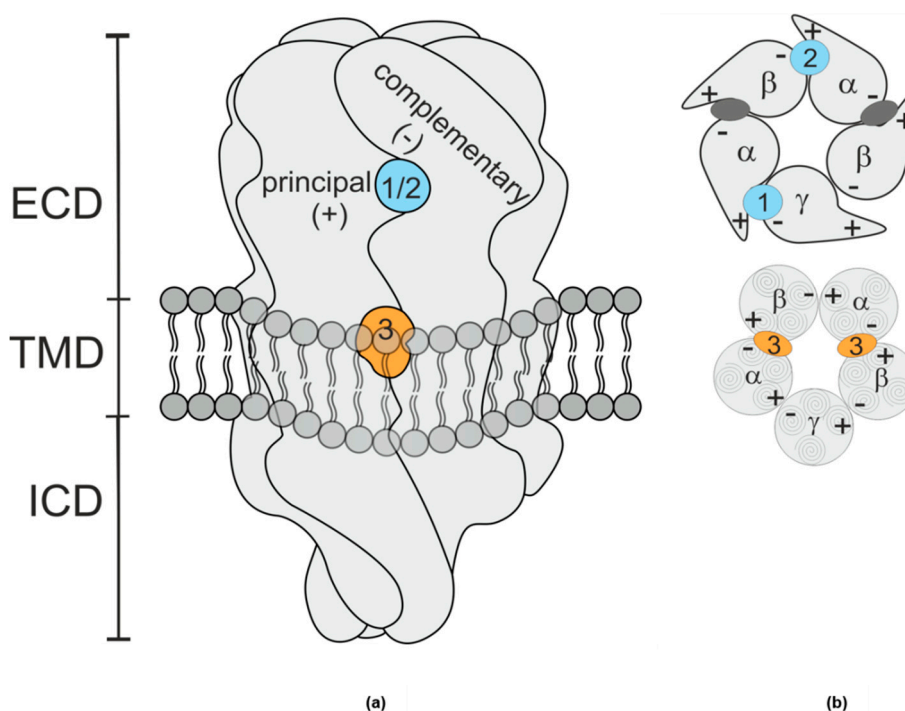 ECD
TMD
ICD
complementary
(-)
principal
(+)
1/2
3
(a)
+
2
-
β
α
+
-
+
-
α
β
-
1
γ
+
-
+
β
-
+
α
+
-
3
3
-
+
α
β
+
-
-
γ
+
(b)